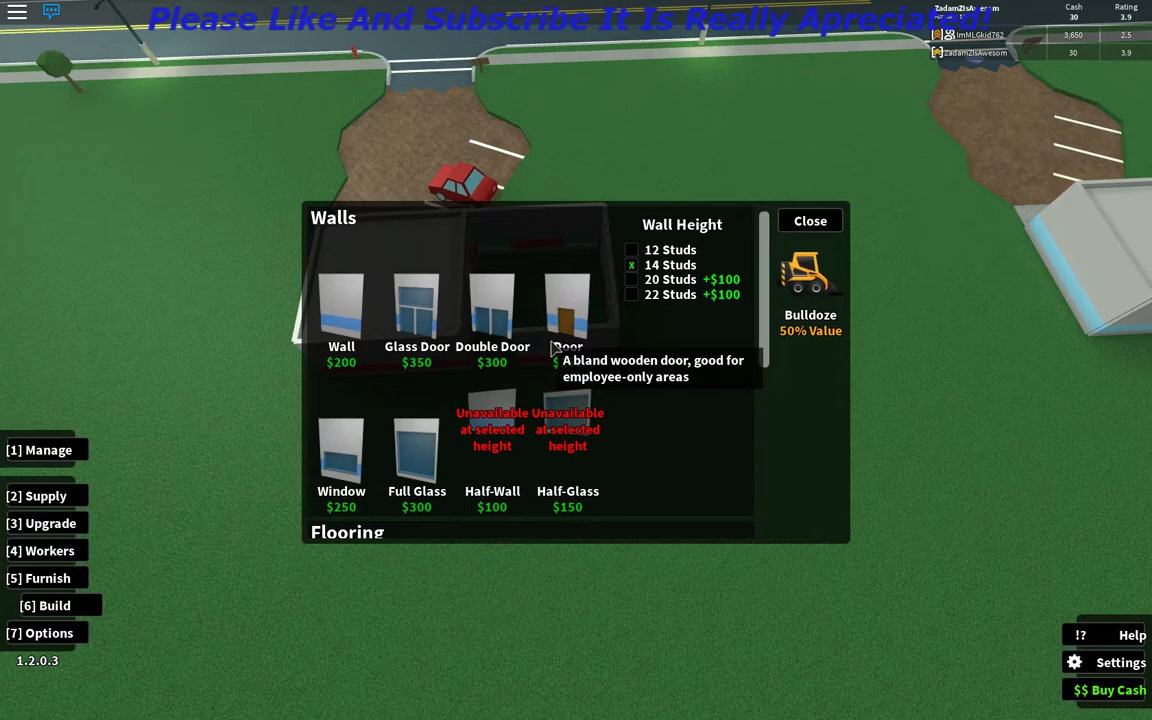 Please Like And Subscribe It Is Really Apreciated!
ZadamZIsAwesom
Cash
30
Rating
3.9
ImMLGkid762 3,650 2.5
ZadamZIsAwesom 30 3.9
Walls
Wall Height
12 Studs
x 14 Studs
20 Studs +$100
22 Studs +$100
Close
Bulldoze
50% Value
Wall Glass Door Double Door Door
$200 $350 $300 $
A bland wooden door, good for
employee-only areas
Unavailable
at selected
height
Unavailable
at selected
height
Window Full Glass Half-Wall Half-Glass
$250 $300 $100 $150
Flooring
[1] Manage
[2] Supply
[3] Upgrade
[4] Workers
[5] Furnish
[6] Build
[7] Options
1.2.0.3
!? Help
Settings
$$ Buy Cash